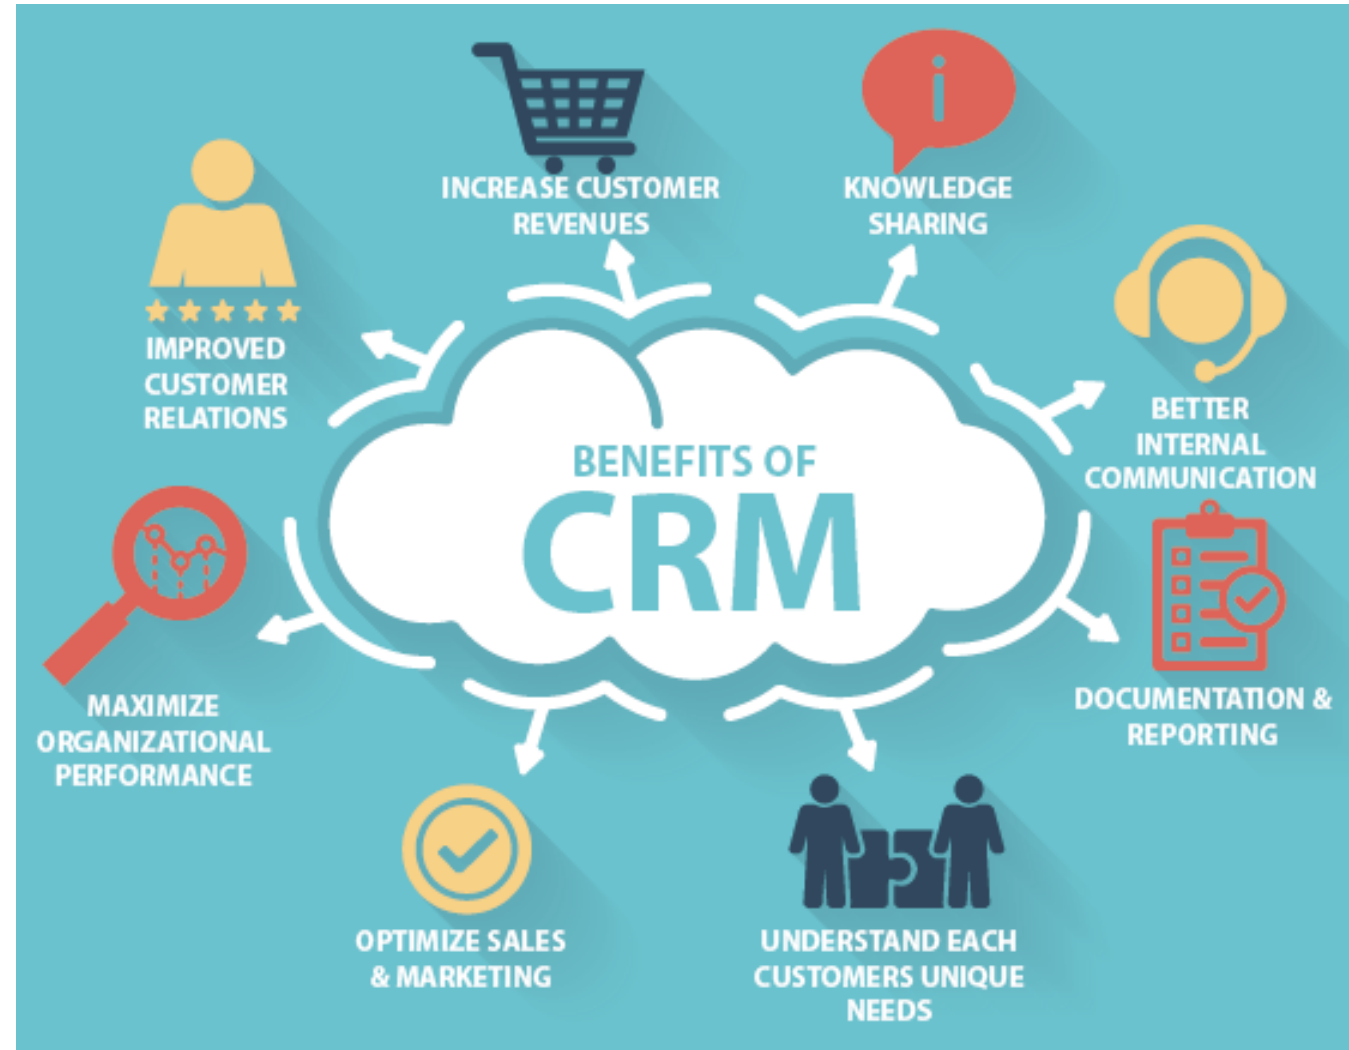 BENEFITS OF
CRM
INCREASE CUSTOMER
REVENUES
KNOWLEDGE
SHARING
BETTER
INTERNAL
COMMUNICATION
DOCUMENTATION &
REPORTING
UNDERSTAND EACH
CUSTOMERS UNIQUE
NEEDS
OPTIMIZE SALES
& MARKETING
MAXIMIZE
ORGANIZATIONAL
PERFORMANCE
IMPROVED
CUSTOMER
RELATIONS